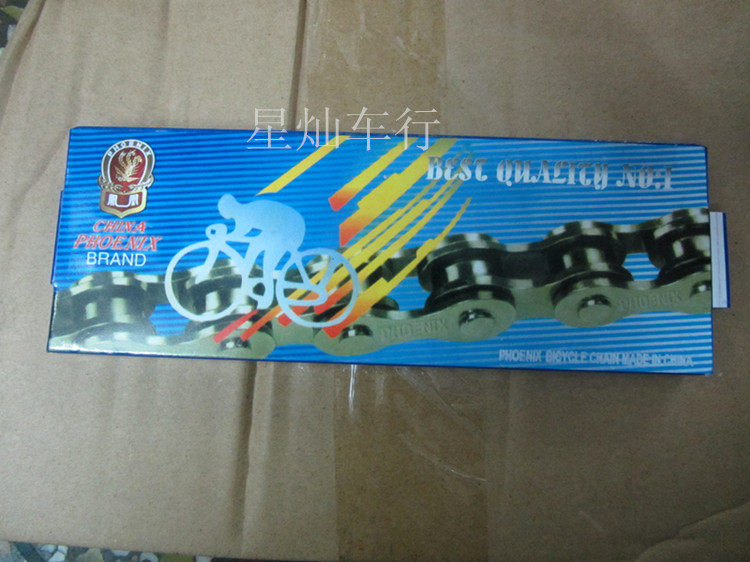 星灿车行
PHOENIX
BEST QUALITY NO.1
CHINA
PHOENIX
BRAND
PHOENIX
PHOENIX
PHOENIX BICYCLE CHAIN MADE IN CHINA